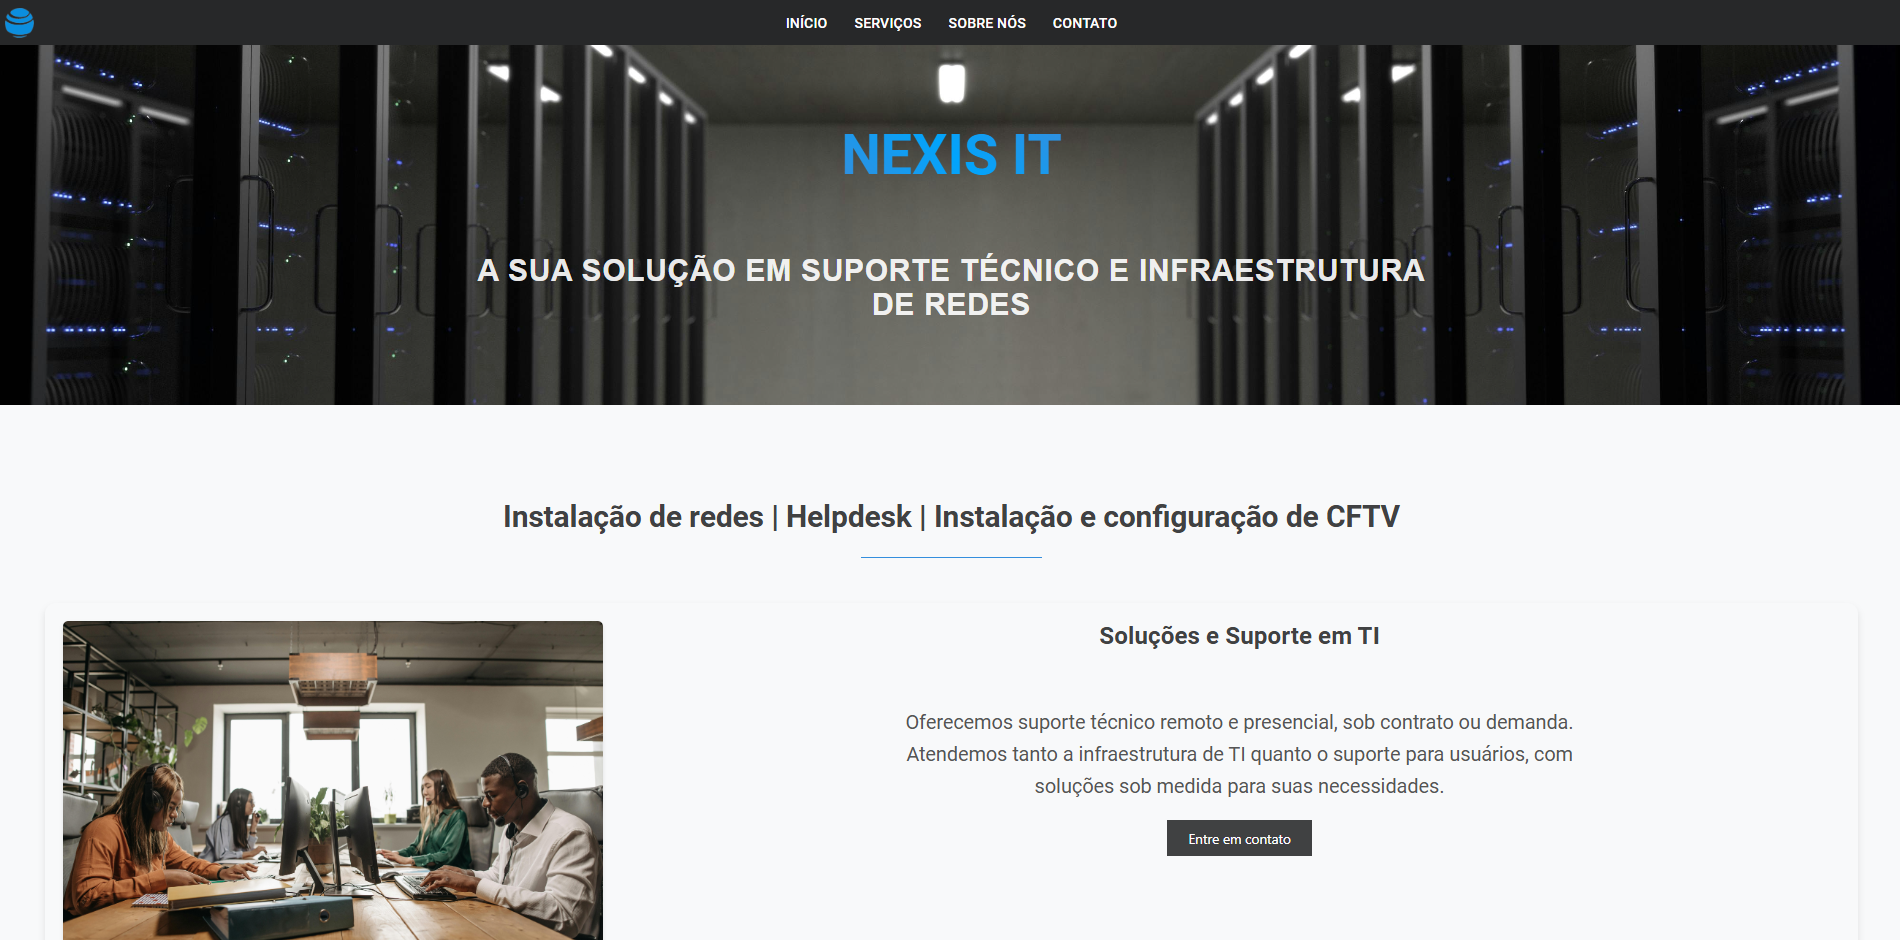 INÍCIO SERVIÇOS SOBRE NÓS CONTATO
NEXIS IT
A SUA SOLUÇÃO EM SUPORTE TÉCNICO E INFRAESTRUTURA
DE REDES
Instalação de redes | Helpdesk | Instalação e configuração de CFTV
Soluções e Suporte em TI
Oferecemos suporte técnico remoto e presencial, sob contrato ou demanda.
Atendemos tanto a infraestrutura de TI quanto o suporte para usuários, com
soluções sob medida para suas necessidades.
Entre em contato